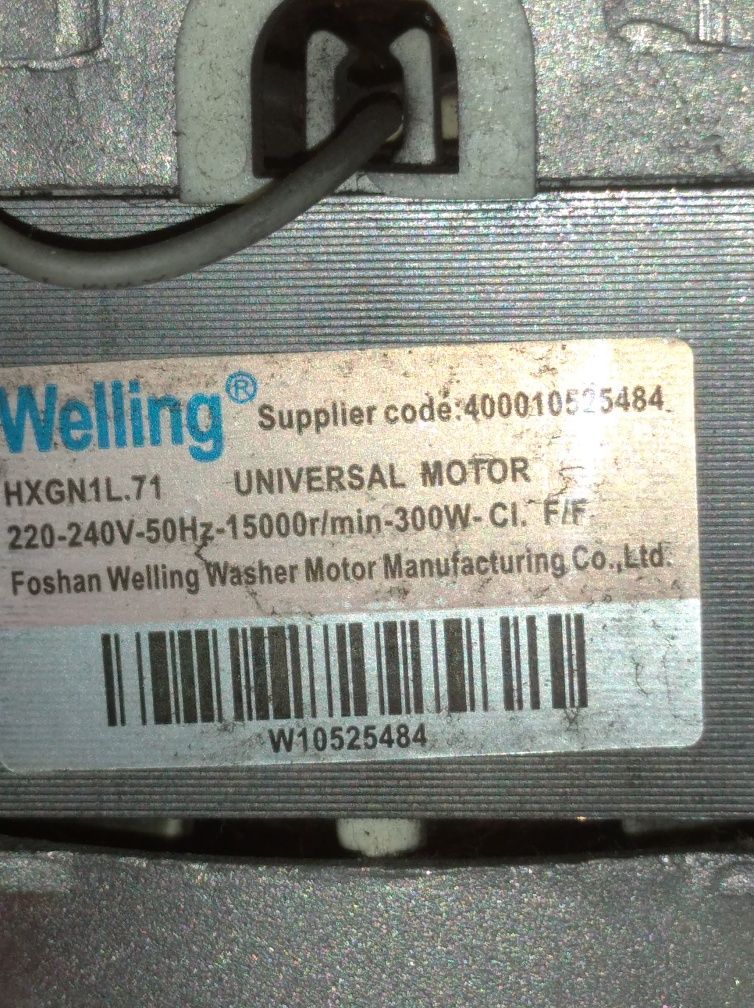 Welling® Supplier code:400010525484
HXGN1L.71 UNIVERSAL MOTOR
220-240V-50Hz-15000r/min-300W-Cl. F/F
Foshan Welling Washer Motor Manufacturing Co.,Ltd.
W10525484